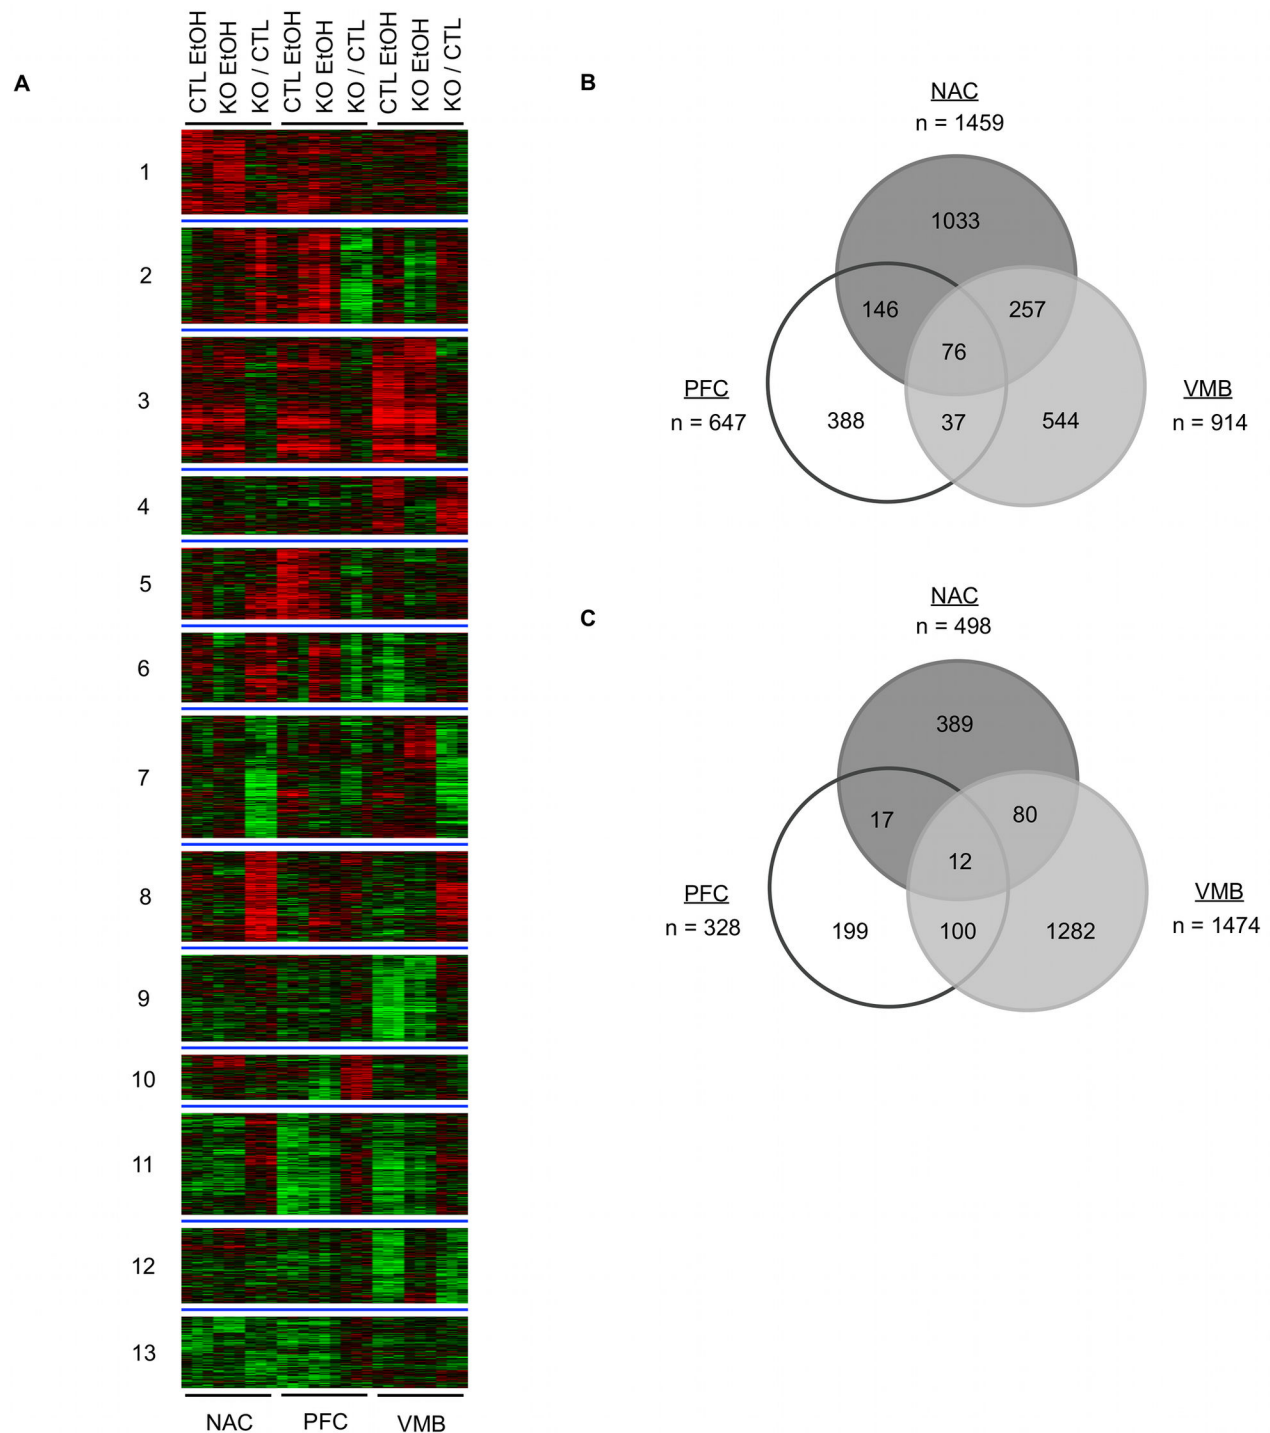 A
CTL EtOH
KO EtOH
KO / CTL
CTL EtOH
KO EtOH
KO / CTL
CTL EtOH
KO EtOH
KO / CTL
1
2
3
4
5
6
7
8
9
10
11
12
13
NAC
PFC
VMB
B
NAC
n = 1459
1033
146
257
76
PFC
n = 647
388
37
544
VMB
n = 914
C
NAC
n = 498
389
17
80
12
PFC
n = 328
199
100
1282
VMB
n = 1474